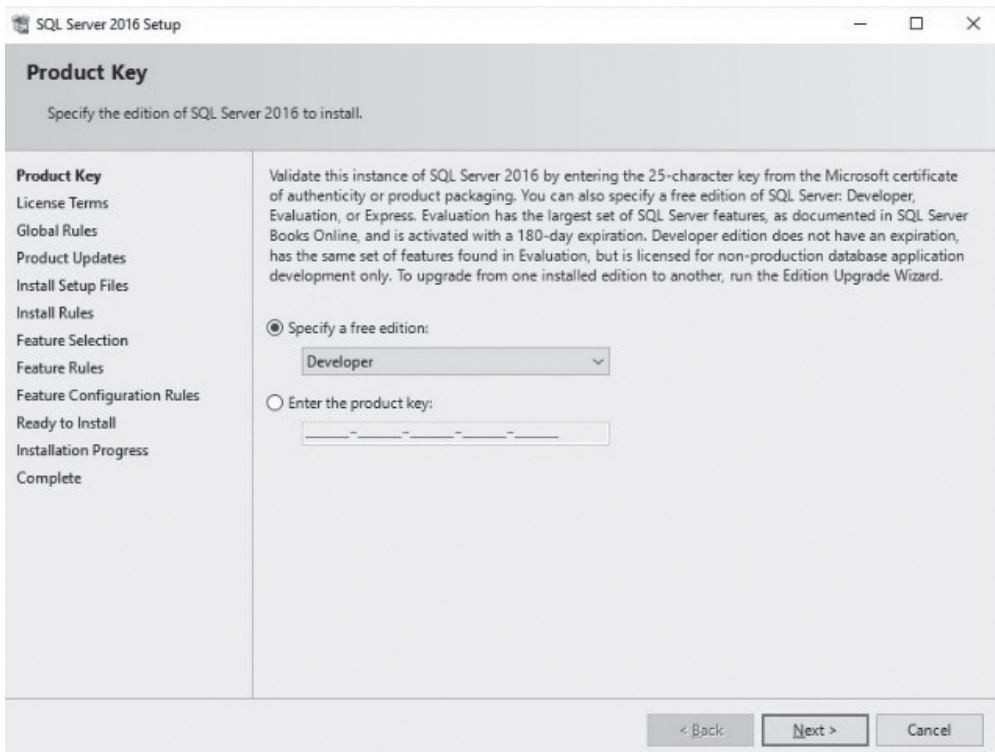 SQL Server 2016 Setup
Product Key
Specify the edition of SQL Server 2016 to install.
Product Key
License Terms
Global Rules
Product Updates
Install Setup Files
Install Rules
Feature Selection
Feature Rules
Feature Configuration Rules
Ready to Install
Installation Progress
Complete
Validate this instance of SQL Server 2016 by entering the 25-character key from the Microsoft certificate
of authenticity or product packaging. You can also specify a free edition of SQL Server: Developer,
Evaluation, or Express. Evaluation has the largest set of SQL Server features, as documented in SQL Server
Books Online, and is activated with a 180-day expiration. Developer edition does not have an expiration,
has the same set of features found in Evaluation, but is licensed for non-production database application
development only. To upgrade from one installed edition to another, run the Edition Upgrade Wizard.
Specify a free edition:
Developer
Enter the product key:
_____-_____-_____-_____-_____
< Back
Next >
Cancel